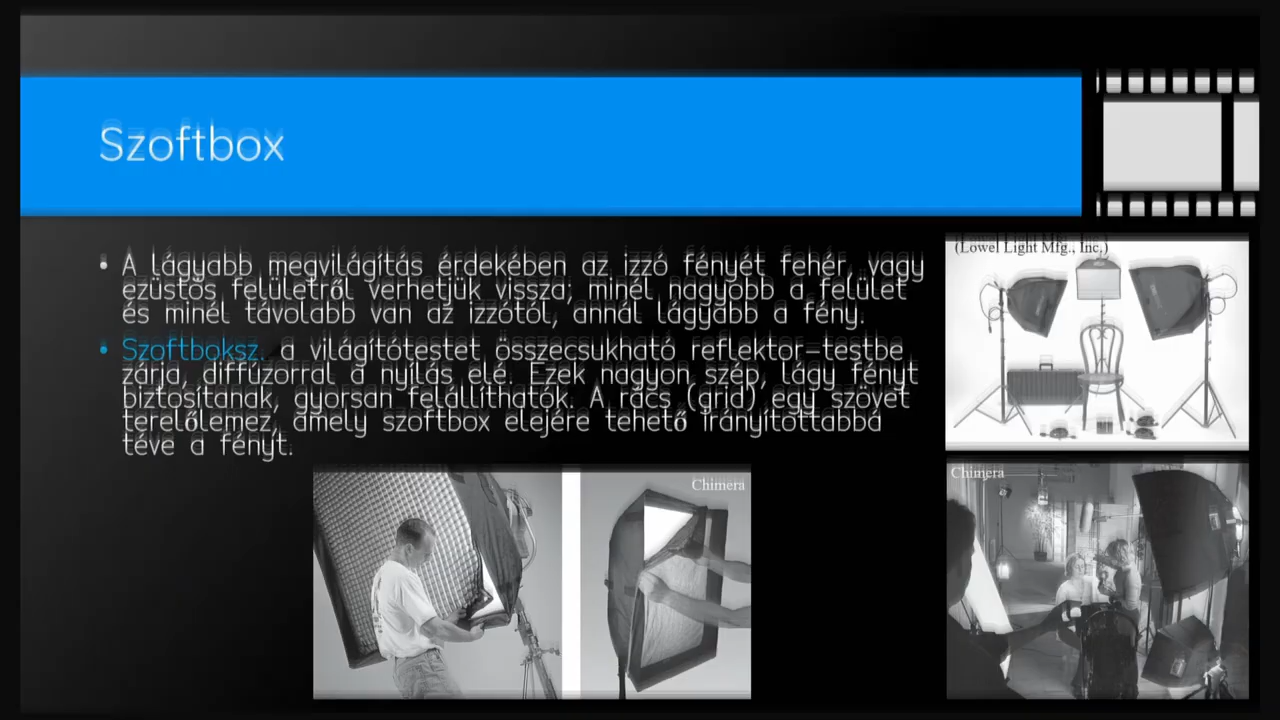 Szoftbox
(Lowel Light Mfg., Inc.)
• A lágyabb megvilágítás érdekében az izzó fényét fehér, vagy
ezüstös felületről verhetjük vissza; minél nagyobb a felület
és minél távolabb van az izzótól, annál lágyabb a fény.
• Szoftboksz. a világítótestet összecsukható reflektor-testbe
zárja, diffúzorral a nyílás elé. Ezek nagyon szép, lágy fényt
biztosítanak, gyorsan felállíthatók. A rács (grid) egy szövet
terelőlemez, amely szoftbox elejére tehető irányítottabbá
téve a fényt.
Chimera
Chimera